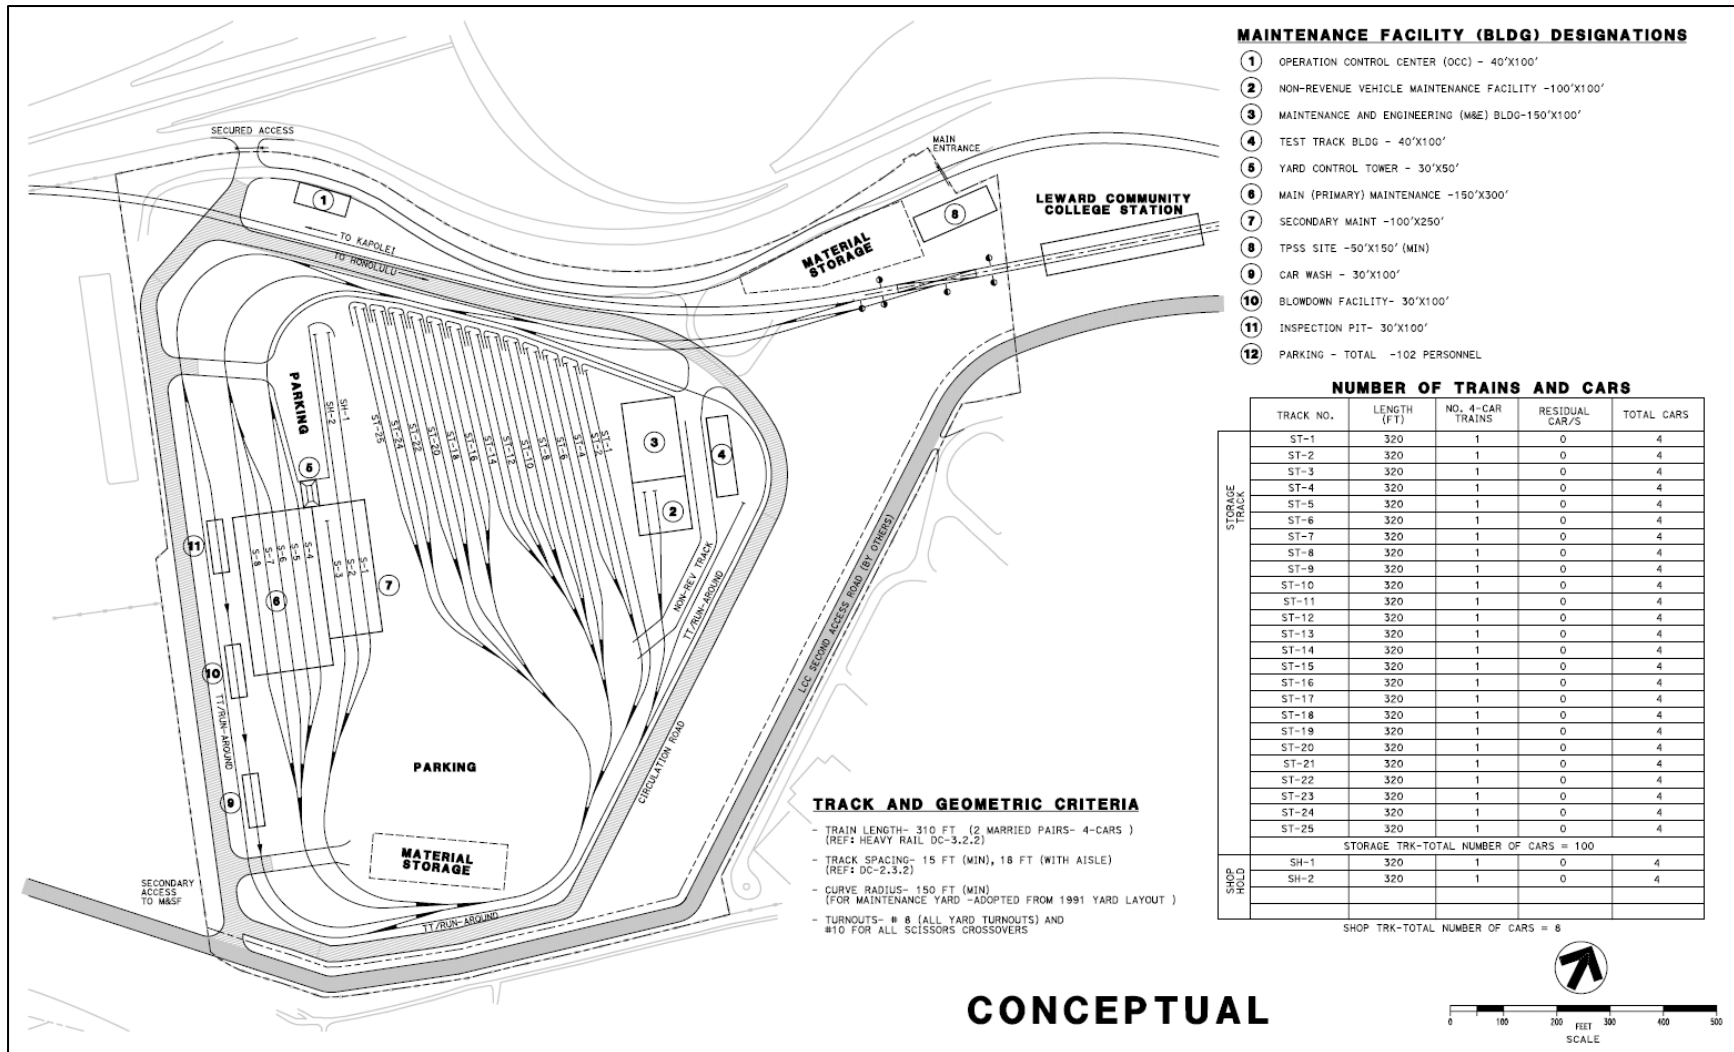 MAINTENANCE FACILITY (BLDG) DESIGNATIONS
1 OPERATION CONTROL CENTER (OCC) - 40'X100'
2 NON-REVENUE VEHICLE MAINTENANCE FACILITY -100'X100'
3 MAINTENANCE AND ENGINEERING (M&E) BLDG-150'X100'
4 TEST TRACK BLDG - 40'X100'
5 YARD CONTROL TOWER - 30'X50'
6 MAIN (PRIMARY) MAINTENANCE -150'X300'
7 SECONDARY MAINT -100'X250'
8 TPSS SITE -50'X150' (MIN)
9 CAR WASH - 30'X100'
10 BLOWDOWN FACILITY- 30'X100'
11 INSPECTION PIT- 30'X100'
12 PARKING - TOTAL -102 PERSONNEL
SECURED ACCESS
MAIN
ENTRANCE
1
8
LEWARD COMMUNITY
COLLEGE STATION
TO KAPOLEI
TO HONOLULU
MATERIAL
STORAGE
PARKING
SH-2
SH-1
ST-25
ST-24
ST-22
ST-20
ST-18
ST-16
ST-14
ST-12
ST-10
ST-8
ST-6
ST-4
ST-2
ST-1
3
4
5
2
11
S-8
S-7
S-6
S-5
S-4
S-3
S-2
S-1
7
6
NON-REV TRACK
TT/RUN-AROUND
LCC SECOND ACCESS ROAD (BY OTHERS)
10
TT/RUN-AROUND
CIRCULATION ROAD
PARKING
9
MATERIAL
STORAGE
SECONDARY
ACCESS
TO M&SF
TT/RUN-AROUND
TRACK AND GEOMETRIC CRITERIA
- TRAIN LENGTH- 310 FT (2 MARRIED PAIRS- 4-CARS )
(REF: HEAVY RAIL DC-3.2.2)
- TRACK SPACING- 15 FT (MIN), 18 FT (WITH AISLE)
(REF: DC-2.3.2)
- CURVE RADIUS- 150 FT (MIN)
(FOR MAINTENANCE YARD -ADOPTED FROM 1991 YARD LAYOUT )
- TURNOUTS- # 8 (ALL YARD TURNOUTS) AND
#10 FOR ALL SCISSORS CROSSOVERS
NUMBER OF TRAINS AND CARS
TRACK NO. LENGTH (FT) NO. 4-CAR TRAINS RESIDUAL CAR/S TOTAL CARS
STORAGE TRACK
ST-1 320 1 0 4
ST-2 320 1 0 4
ST-3 320 1 0 4
ST-4 320 1 0 4
ST-5 320 1 0 4
ST-6 320 1 0 4
ST-7 320 1 0 4
ST-8 320 1 0 4
ST-9 320 1 0 4
ST-10 320 1 0 4
ST-11 320 1 0 4
ST-12 320 1 0 4
ST-13 320 1 0 4
ST-14 320 1 0 4
ST-15 320 1 0 4
ST-16 320 1 0 4
ST-17 320 1 0 4
ST-18 320 1 0 4
ST-19 320 1 0 4
ST-20 320 1 0 4
ST-21 320 1 0 4
ST-22 320 1 0 4
ST-23 320 1 0 4
ST-24 320 1 0 4
ST-25 320 1 0 4
STORAGE TRK-TOTAL NUMBER OF CARS = 100
SHOP HOLD
SH-1 320 1 0 4
SH-2 320 1 0 4
SHOP TRK-TOTAL NUMBER OF CARS = 8
CONCEPTUAL
0 100 200 300 400 500
FEET
SCALE